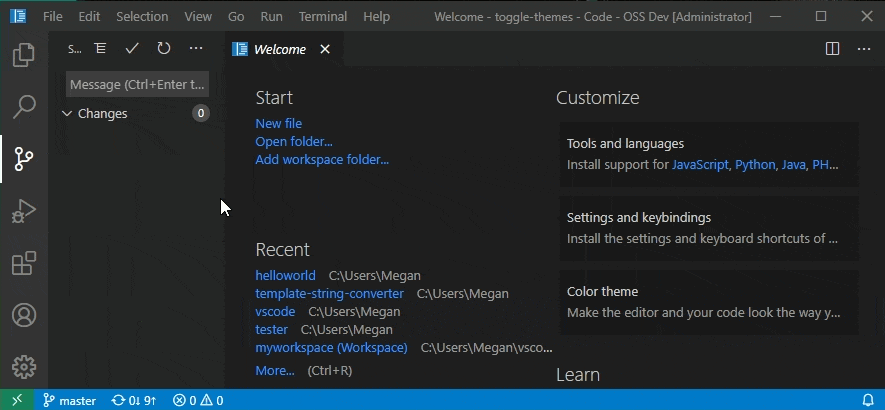 File Edit Selection View Go Run Terminal Help Welcome - toggle-themes - Code - OSS Dev [Administrator]
S...
Welcome
Message (Ctrl+Enter t...
Changes 0
Start
New file
Open folder...
Add workspace folder...
Recent
helloworld C:\Users\Megan
template-string-converter C:\Users\Megan
vscode C:\Users\Megan
tester C:\Users\Megan
myworkspace (Workspace) C:\Users\Megan\vsco...
More... (Ctrl+R)
Customize
Tools and languages
Install support for JavaScript, Python, Java, PH...
Settings and keybindings
Install the settings and keyboard shortcuts of ...
Color theme
Make the editor and your code look the way y...
Learn
master 0↓ 9↑ 0 0